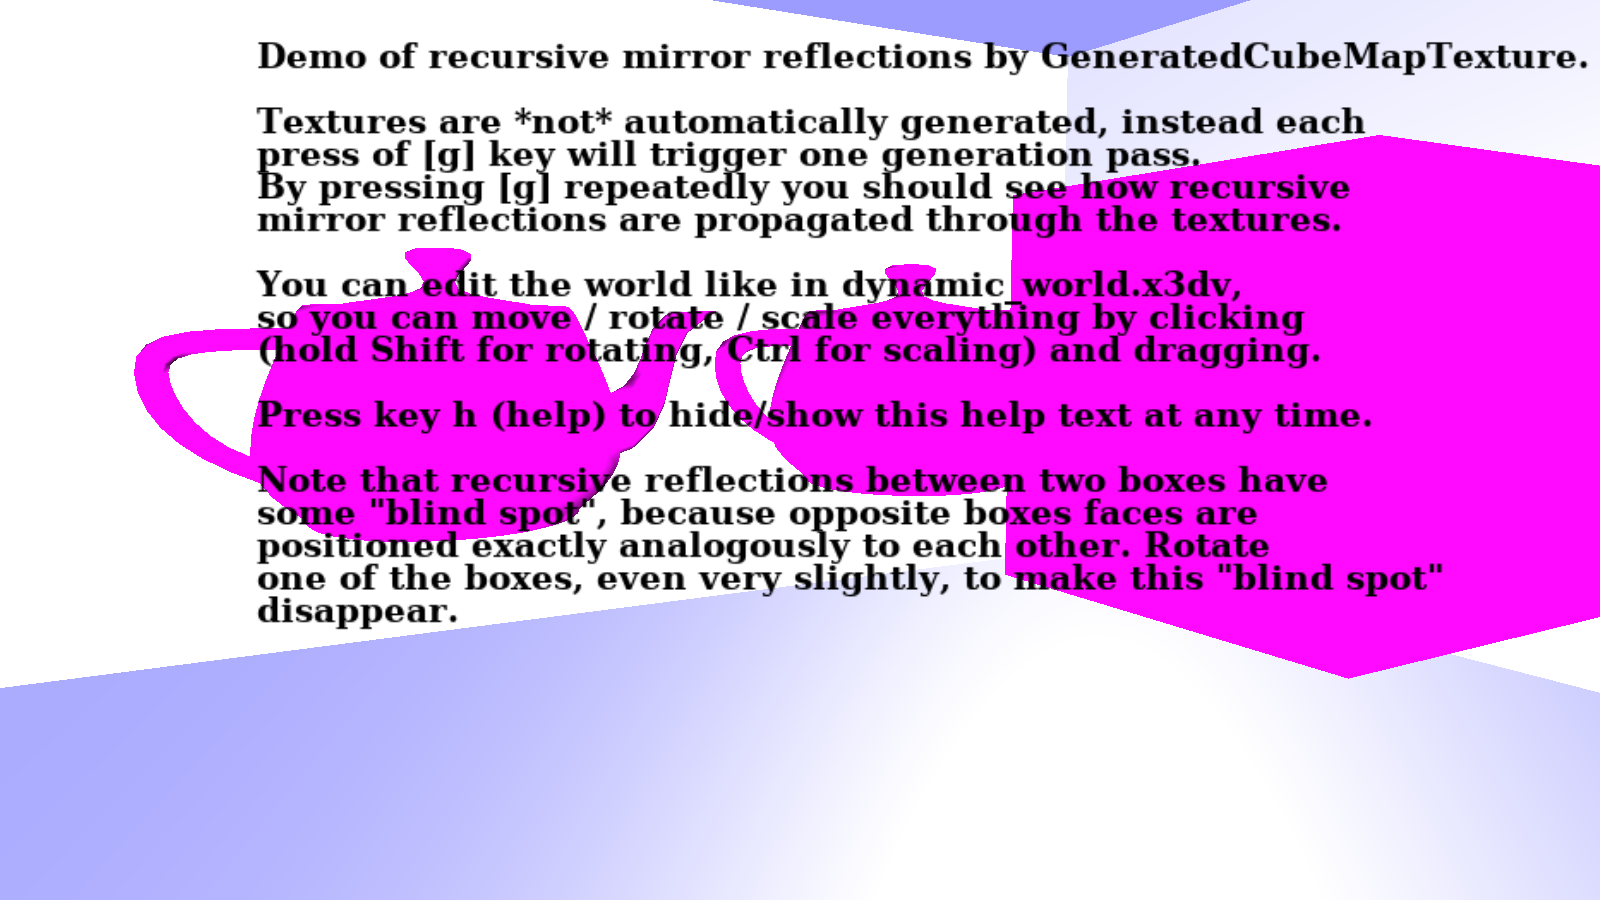 Demo of recursive mirror reflections by GeneratedCubeMapTexture.
Textures are *not* automatically generated, instead each
press of [g] key will trigger one generation pass.
By pressing [g] repeatedly you should see how recursive
mirror reflections are propagated through the textures.
You can edit the world like in dynamic_world.x3dv,
so you can move / rotate / scale everything by clicking
(hold Shift for rotating, Ctrl for scaling) and dragging.
Press key h (help) to hide/show this help text at any time.
Note that recursive reflections between two boxes have
some "blind spot", because opposite boxes faces are
positioned exactly analogously to each other. Rotate
one of the boxes, even very slightly, to make this "blind spot"
disappear.